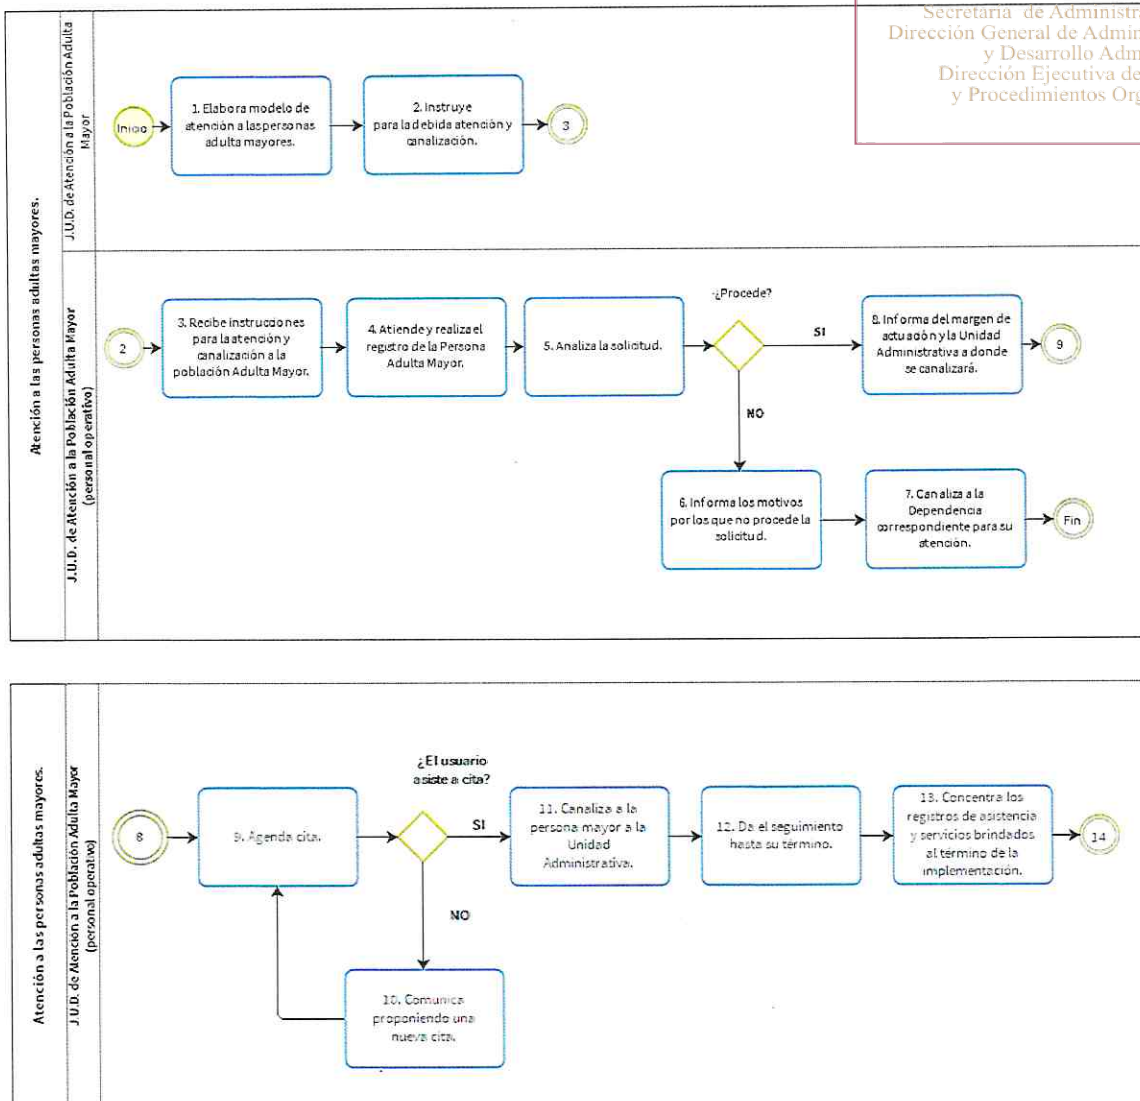 Secretaría de Administra
Dirección General de Admin
y Desarrollo Adm
Dirección Ejecutiva de
y Procedimientos Org
Atención a las personas adultas mayores.
J.U.D. de Atención a la Población Adulta
Mayor
Inicio
1. Elabora modelo de
atención a las personas
adulta mayores.
2. Instruye
para la debida atención y
canalización.
3
J.U.D. de Atención a la Población Adulta Mayor
(personal operativo)
2
3. Recibe instrucciones
para la atención y
canalización a la
población Adulta Mayor.
4. Atiende y realiza el
registro de la Persona
Adulta Mayor.
5. Analiza la solicitud.
¿Procede?
SI
8. Informa del margen de
actuación y la Unidad
Administrativa a donde
se canalizará.
9
NO
6. Informa los motivos
por los que no procede la
solicitud.
7. Canaliza a la
Dependencia
correspondiente para su
atención.
Fin
Atención a las personas adultas mayores.
J.U.D. de Atención a la Población Adulta Mayor
(personal operativo)
8
9. Agenda cita.
¿El usuario
asiste a cita?
SI
11. Canaliza a la
persona mayor a la
Unidad
Administrativa.
12. Da el seguimiento
hasta su término.
13. Concentra los
registros de asistencia
y servicios brindados
al término de la
implementación.
14
NO
10. Comunica
proponiendo una
nueva cita.